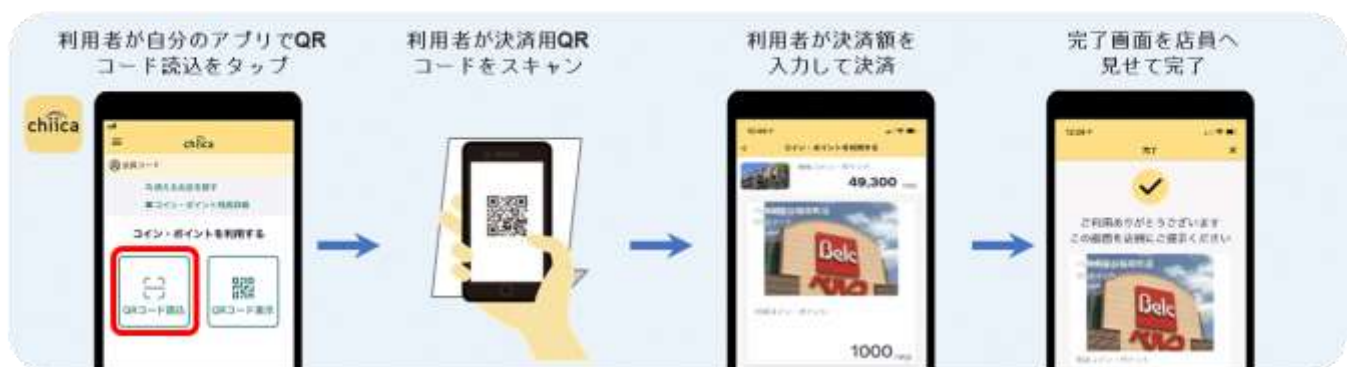 利用者が自分のアプリでQR
コード読込をタップ
利用者が決済用QR
コードをスキャン
利用者が決済額を
入力して決済
完了画面を店員へ
見せて完了
chiica
chiica
コイン・ポイントを利用する
QRコード読込
QRコード表示
コイン・ポイントを利用する
49,300
Belc
ベルク
1000
完了
ご利用ありがとうございます
この画面を店側にご提示ください
Belc
ベルク